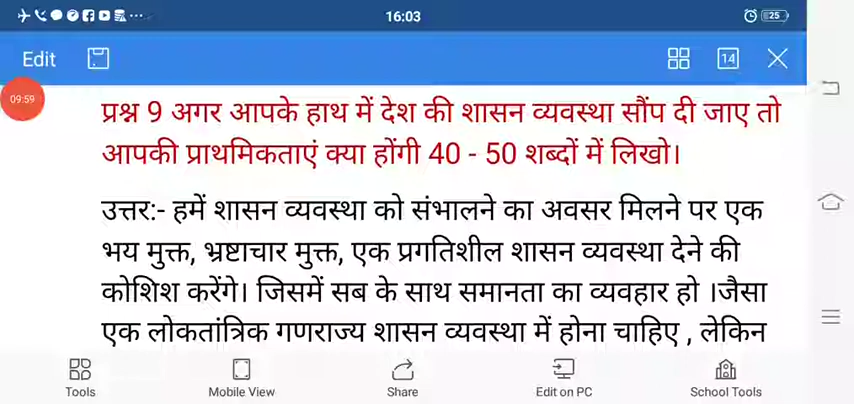 16:03
25
Edit
14
09:59
प्रश्न 9 अगर आपके हाथ में देश की शासन व्यवस्था सौंप दी जाए तो
आपकी प्राथमिकताएं क्या होंगी 40 - 50 शब्दों में लिखो।
उत्तर:- हमें शासन व्यवस्था को संभालने का अवसर मिलने पर एक
भय मुक्त, भ्रष्टाचार मुक्त, एक प्रगतिशील शासन व्यवस्था देने की
कोशिश करेंगे। जिसमें सब के साथ समानता का व्यवहार हो ।जैसा
एक लोकतांत्रिक गणराज्य शासन व्यवस्था में होना चाहिए , लेकिन
Tools Mobile View Share Edit on PC School Tools